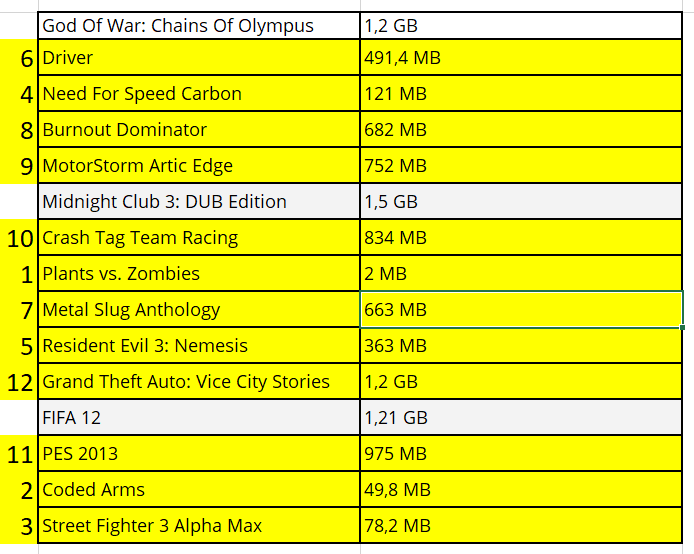 God Of War: Chains Of Olympus 1,2 GB
6 Driver 491,4 MB
4 Need For Speed Carbon 121 MB
8 Burnout Dominator 682 MB
9 MotorStorm Artic Edge 752 MB
Midnight Club 3: DUB Edition 1,5 GB
10 Crash Tag Team Racing 834 MB
1 Plants vs. Zombies 2 MB
7 Metal Slug Anthology 663 MB
5 Resident Evil 3: Nemesis 363 MB
12 Grand Theft Auto: Vice City Stories 1,2 GB
FIFA 12 1,21 GB
11 PES 2013 975 MB
2 Coded Arms 49,8 MB
3 Street Fighter 3 Alpha Max 78,2 MB